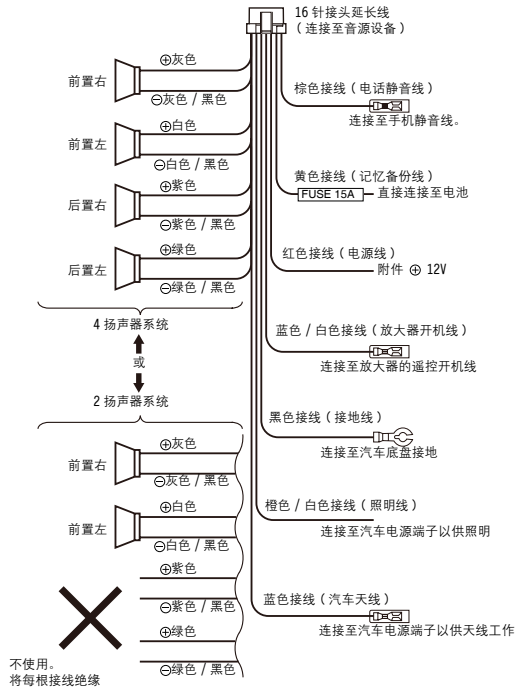 16 针接头延长线
（连接至音源设备）
前置右
⊕灰色
⊖灰色 / 黑色
前置左
⊕白色
⊖白色 / 黑色
后置右
⊕紫色
⊖紫色 / 黑色
后置左
⊕绿色
⊖绿色 / 黑色
4 扬声器系统
或
2 扬声器系统
前置右
⊕灰色
⊖灰色 / 黑色
前置左
⊕白色
⊖白色 / 黑色
⊕紫色
⊖紫色 / 黑色
⊕绿色
⊖绿色 / 黑色
不使用。
将每根接线绝缘
棕色接线（电话静音线）
连接至手机静音线。
黄色接线（记忆备份线）
FUSE 15A
直接连接至电池
红色接线（电源线）
附件 ⊕ 12V
蓝色 / 白色接线（放大器开机线）
连接至放大器的遥控开机线
黑色接线（接地线）
连接至汽车底盘接地
橙色 / 白色接线（照明线）
连接至汽车电源端子以供照明
蓝色接线（汽车天线）
连接至汽车电源端子以供天线工作